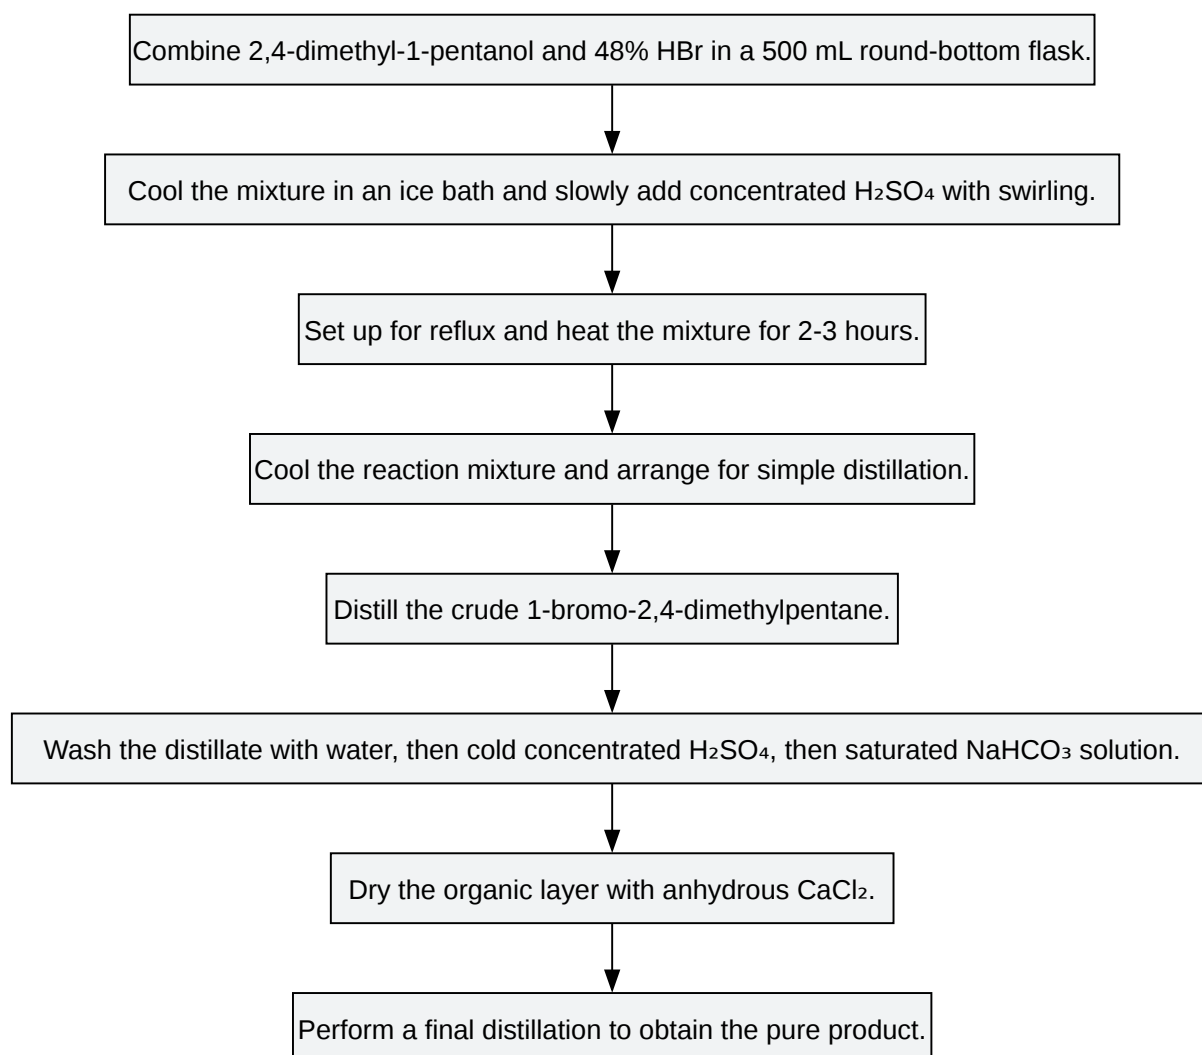 Combine 2,4-dimethyl-1-pentanol and 48% HBr in a 500 mL round-bottom flask.
Cool the mixture in an ice bath and slowly add concentrated H₂SO₄ with swirling.
Set up for reflux and heat the mixture for 2-3 hours.
Cool the reaction mixture and arrange for simple distillation.
Distill the crude 1-bromo-2,4-dimethylpentane.
Wash the distillate with water, then cold concentrated H₂SO₄, then saturated NaHCO₃ solution.
Dry the organic layer with anhydrous CaCl₂.
Perform a final distillation to obtain the pure product.